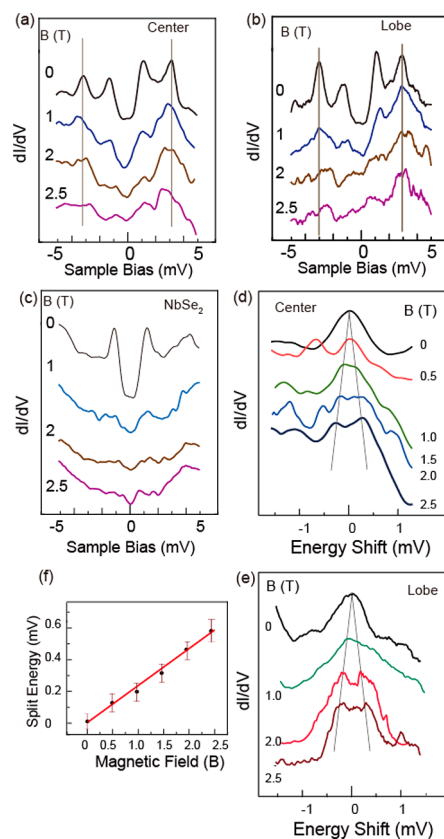 (a)
Center
B (T)
0
1
2
2.5
dI/dV
-5 0 5
Sample Bias (mV)
(b)
Lobe
B (T)
0
1
2
2.5
dI/dV
-5 0 5
Sample Bias (mV)
(c)
B (T)
NbSe2
0
1
2
2.5
dI/dV
-5 0 5
Sample Bias (mV)
(d)
Center
B (T)
0
0.5
1.0
1.5
2.0
2.5
dI/dV
-1 0 1
Energy Shift (mV)
(f)
Split Energy (mV)
0.6
0.4
0.2
0
0.0 0.5 1.0 1.5 2.0 2.5
Magnetic Field (B)
(e)
B (T)
Lobe
0
1.0
2.0
2.5
dI/dV
-1 0 1
Energy Shift (mV)